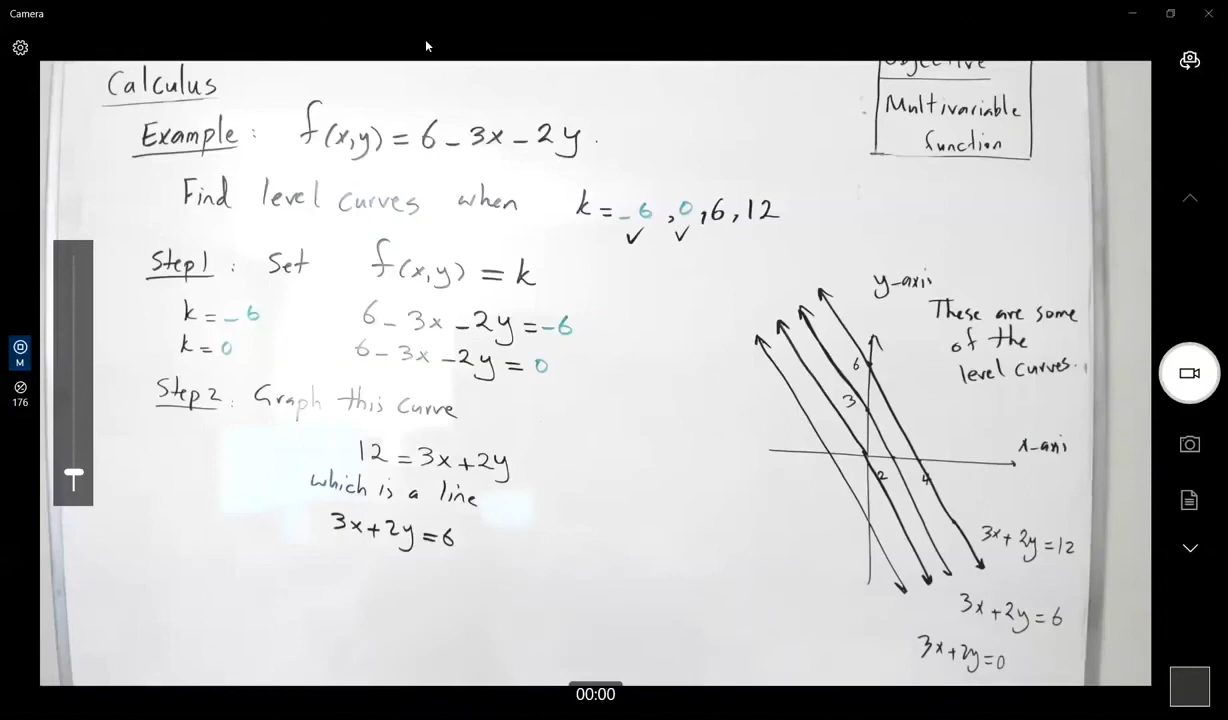 Camera
Calculus
Objective
Multivariable
function
Example: f(x,y) = 6 - 3x - 2y.
Find level curves when k = -6, 0, 6, 12
Step 1: Set f(x,y) = k
k = -6 6 - 3x - 2y = -6
k = 0 6 - 3x - 2y = 0
Step 2: Graph this curve
12 = 3x + 2y
which is a line
3x + 2y = 6
y-axis
These are some
of the
level curves.
6
3
x-axi
2
4
3x + 2y = 12
3x + 2y = 6
3x + 2y = 0
M
176
00:00